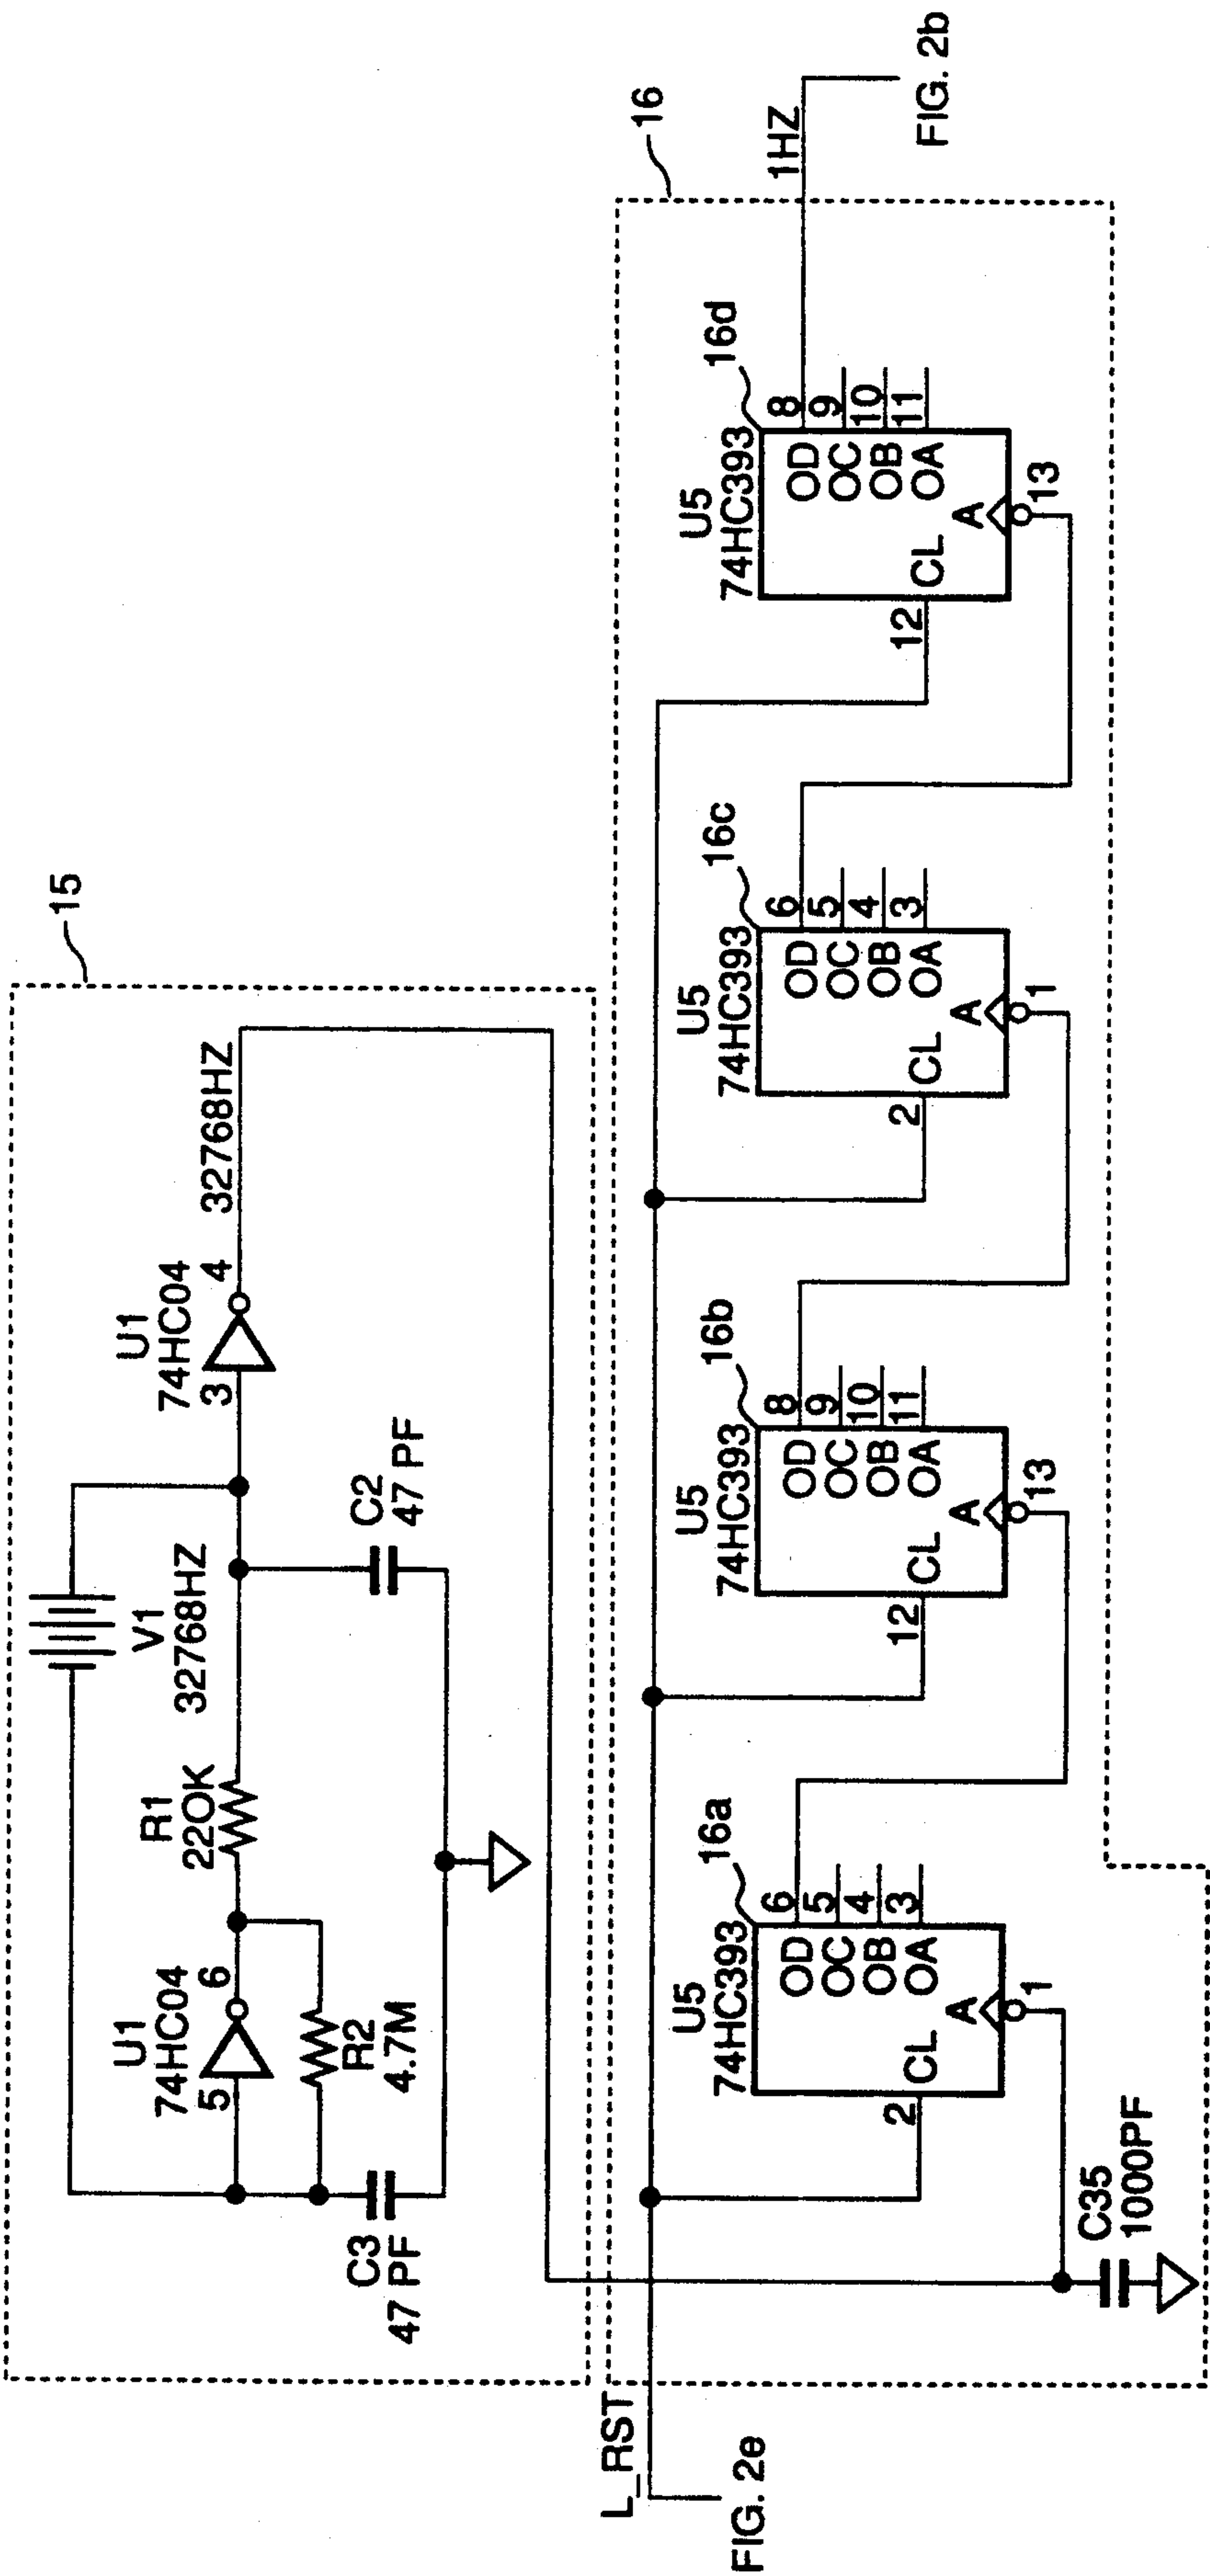 15
V1
32768HZ
U1
74HC04
5
6
R1
220K
U1
74HC04
3
4
32768HZ
R2
4.7M
C3
47 PF
C2
47 PF
16
L_RST
FIG. 2e
1HZ
FIG. 2b
U5
74HC393
16a
OD
OC
OB
OA
6
5
4
3
CL
A
2
1
U5
74HC393
16b
OD
OC
OB
OA
8
9
10
11
CL
A
12
13
U5
74HC393
16c
OD
OC
OB
OA
6
5
4
3
CL
A
2
1
U5
74HC393
16d
OD
OC
OB
OA
8
9
10
11
CL
A
12
13
C35
1000PF